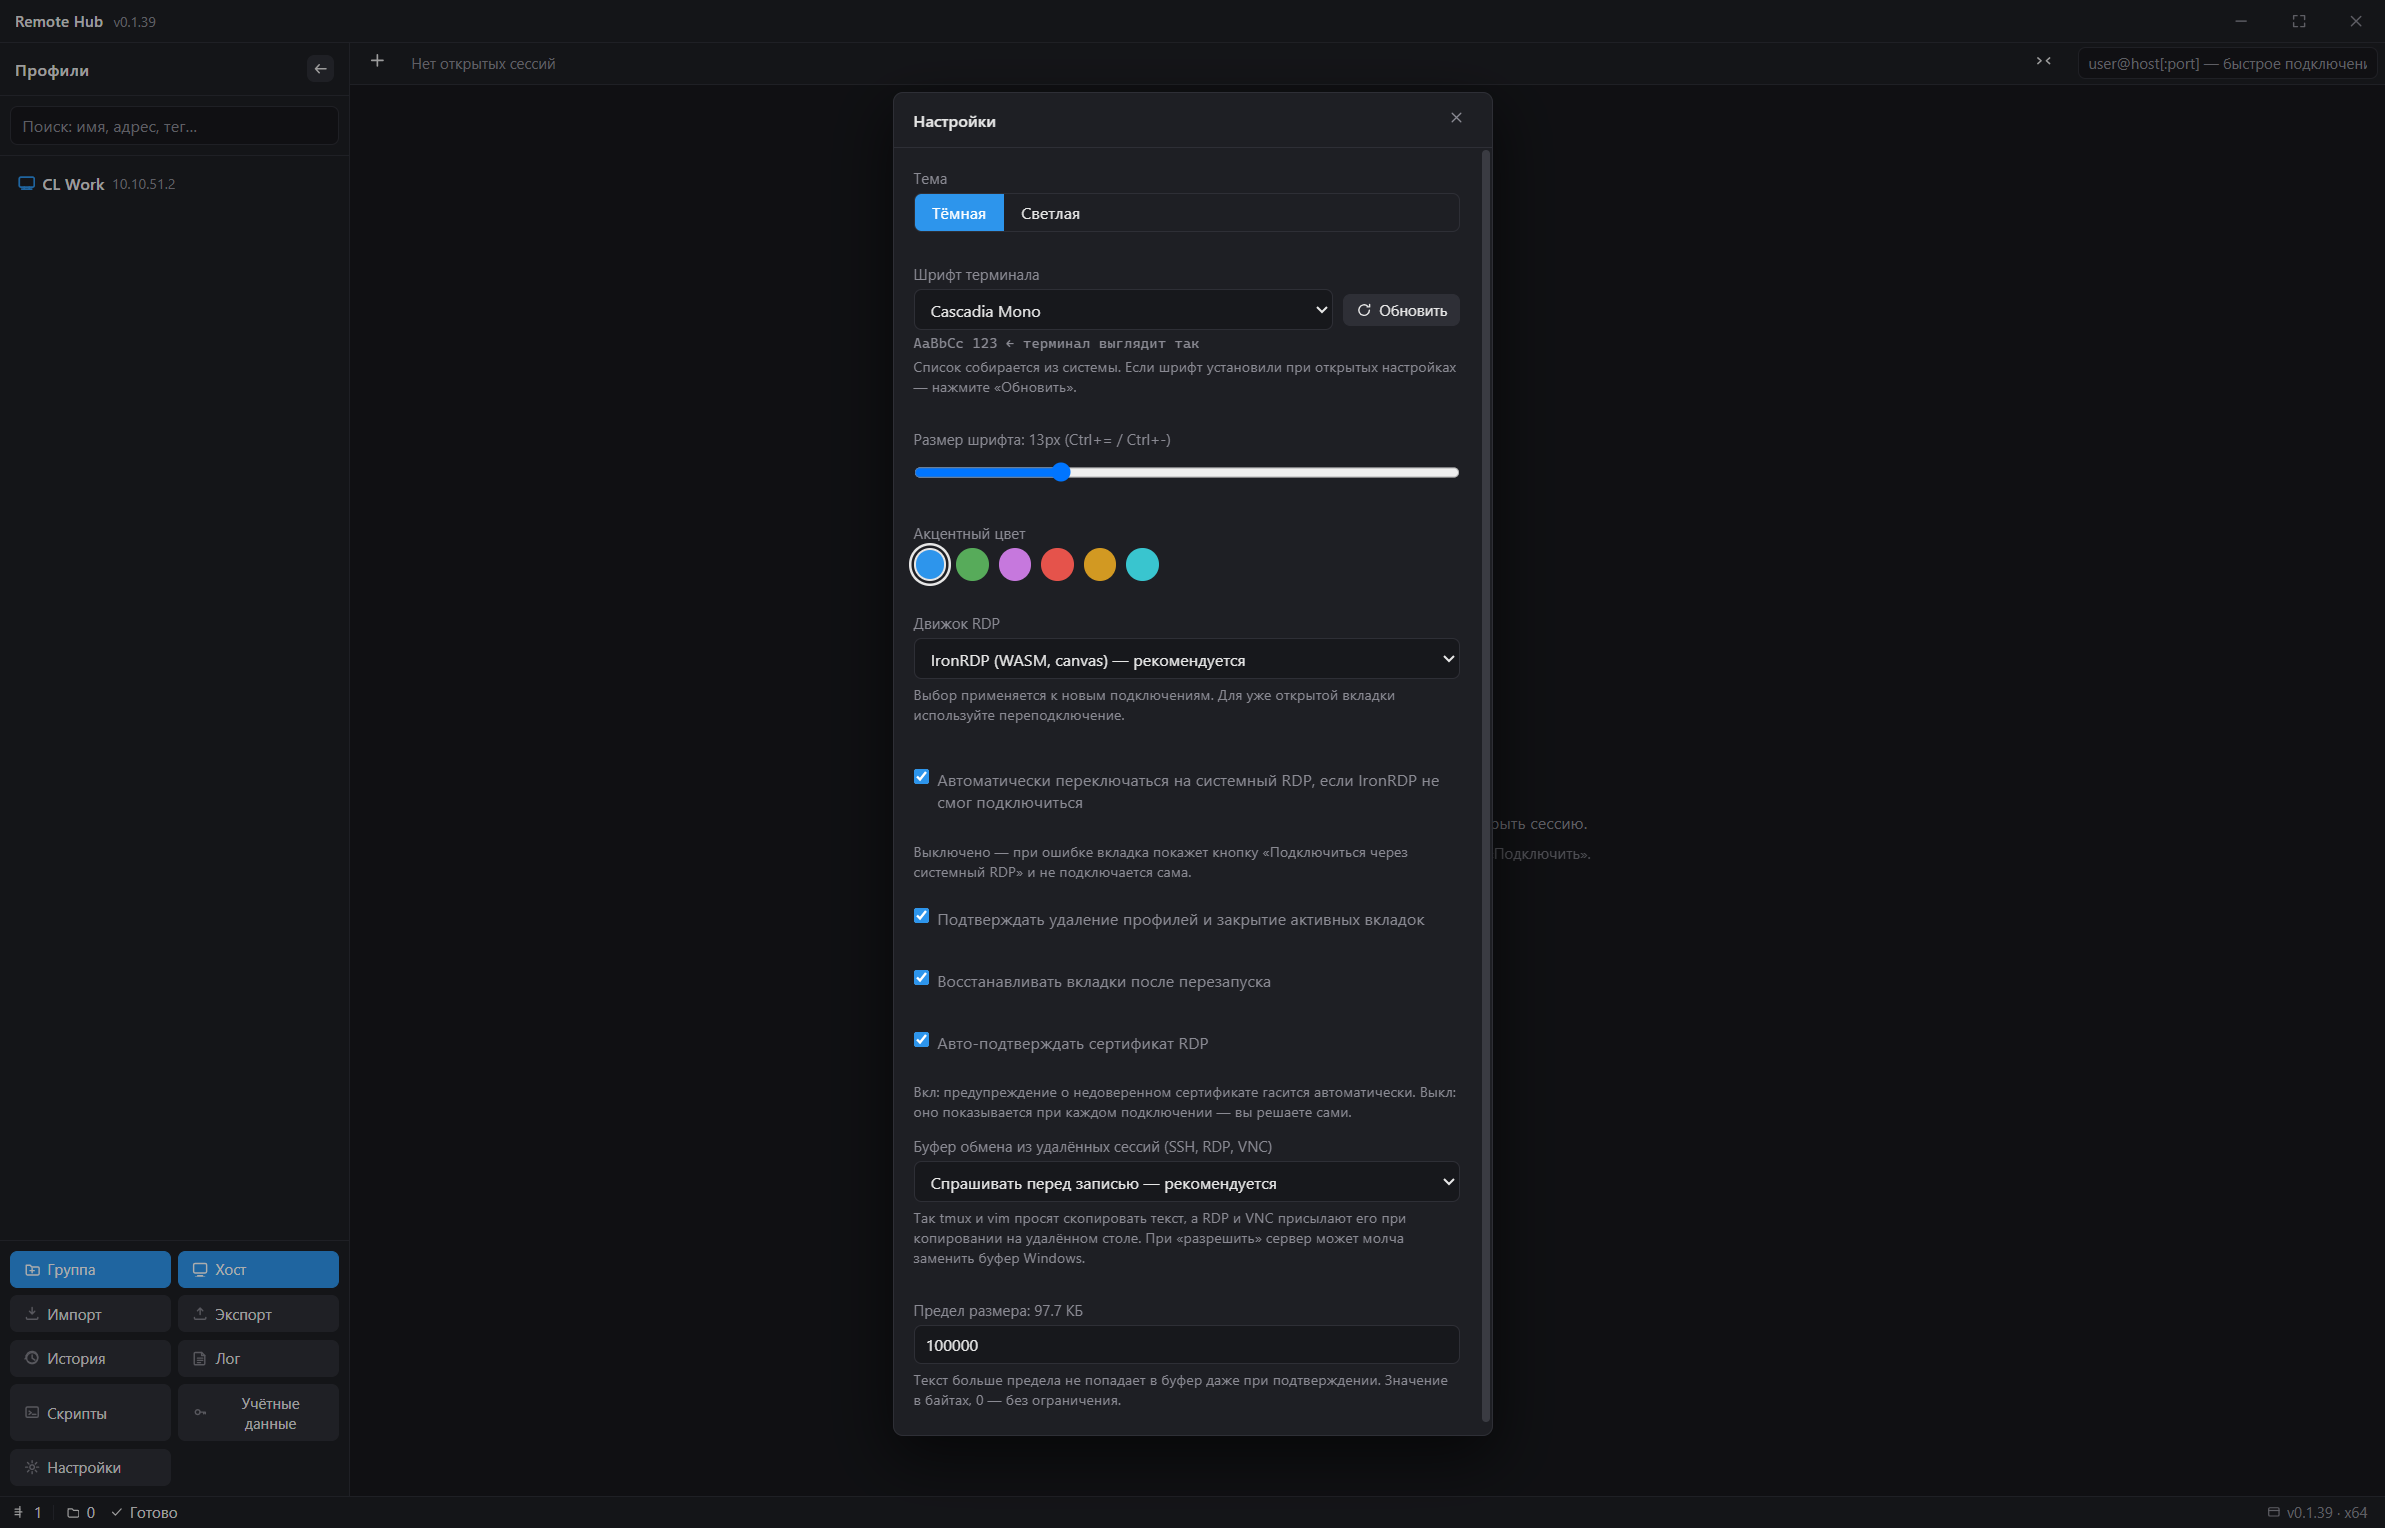 Remote Hub v0.1.39
Профили
Нет открытых сессий
user@host[:port] — быстрое подключени
Поиск: имя, адрес, тег...
CL Work 10.10.51.2
Настройки
Тема
Тёмная Светлая
Шрифт терминала
Cascadia Mono
Обновить
AaBbCc 123 ← терминал выглядит так
Список собирается из системы. Если шрифт установили при открытых настройках
— нажмите «Обновить».
Размер шрифта: 13px (Ctrl+= / Ctrl+-)
Акцентный цвет
Движок RDP
IronRDP (WASM, canvas) — рекомендуется
Выбор применяется к новым подключениям. Для уже открытой вкладки
используйте переподключение.
Автоматически переключаться на системный RDP, если IronRDP не
смог подключиться
рыть сессию.
Подключить».
Выключено — при ошибке вкладка покажет кнопку «Подключиться через
системный RDP» и не подключается сама.
Подтверждать удаление профилей и закрытие активных вкладок
Восстанавливать вкладки после перезапуска
Авто-подтверждать сертификат RDP
Вкл: предупреждение о недоверенном сертификате гасится автоматически. Выкл:
оно показывается при каждом подключении — вы решаете сами.
Буфер обмена из удалённых сессий (SSH, RDP, VNC)
Спрашивать перед записью — рекомендуется
Так tmux и vim просят скопировать текст, а RDP и VNC присылают его при
копировании на удалённом столе. При «разрешить» сервер может молча
заменить буфер Windows.
Предел размера: 97.7 КБ
100000
Текст больше предела не попадает в буфер даже при подтверждении. Значение
в байтах, 0 — без ограничения.
Группа Хост
Импорт Экспорт
История Лог
Скрипты Учётные
данные
Настройки
1 0 Готово
v0.1.39 · x64